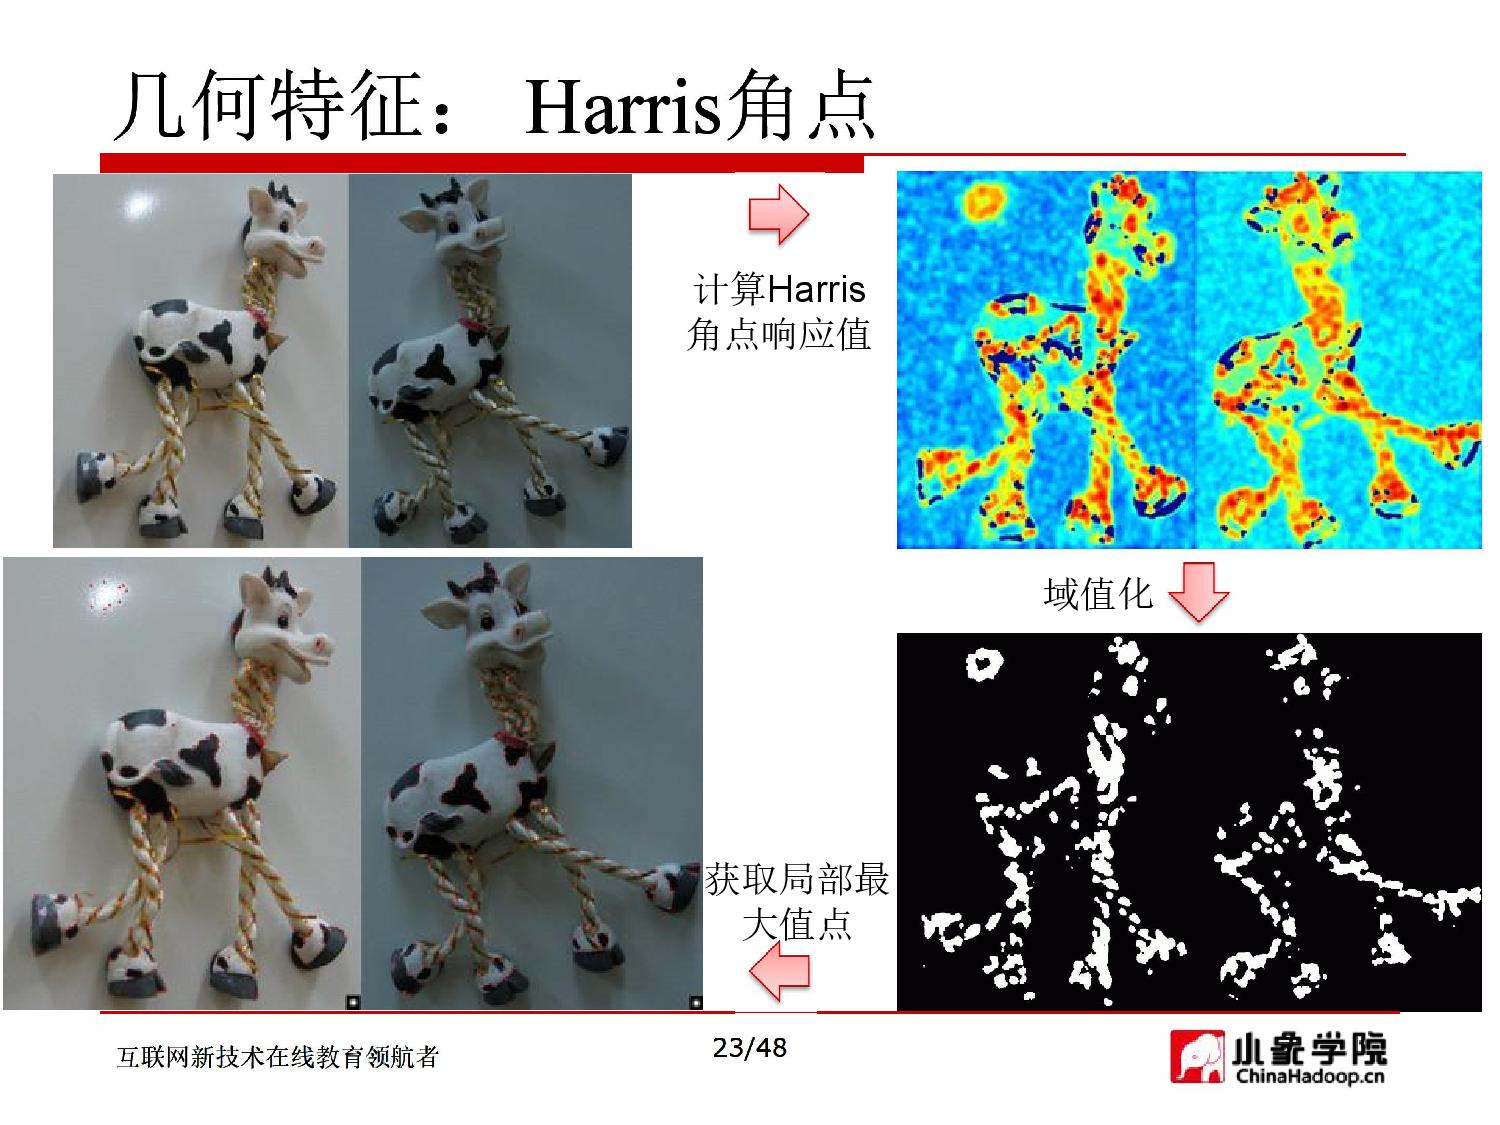 几何特征： Harris角点
计算Harris
角点响应值
域值化
获取局部最
大值点
互联网新技术在线教育领航者
23/48
小象学院
ChinaHadoop.cn